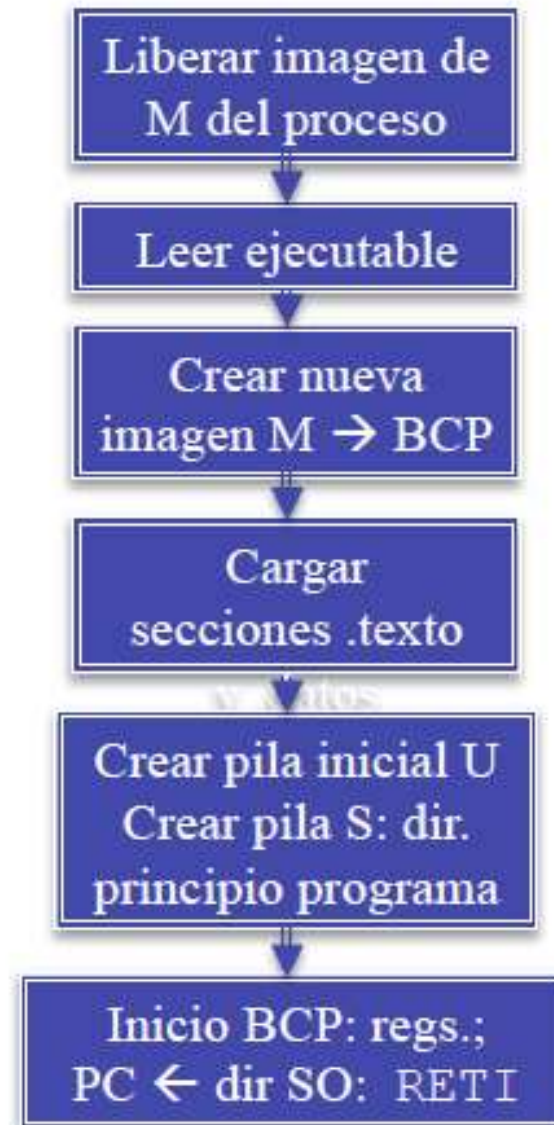 Liberar imagen de
M del proceso
Leer ejecutable
Crear nueva
imagen M → BCP
Cargar
secciones .texto
y datos
Crear pila inicial U
Crear pila S: dir.
principio programa
Inicio BCP: regs.;
PC ← dir SO: RETI